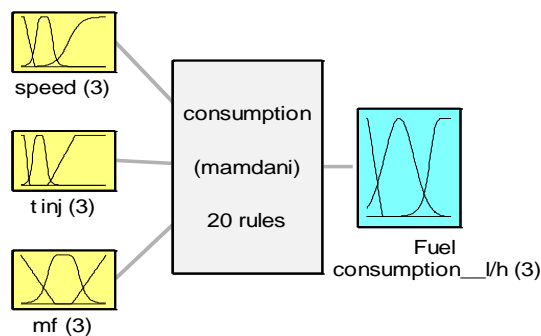 speed (3)
t inj (3)
mf (3)
consumption
(mamdani)
20 rules
Fuel
consumption__l/h (3)